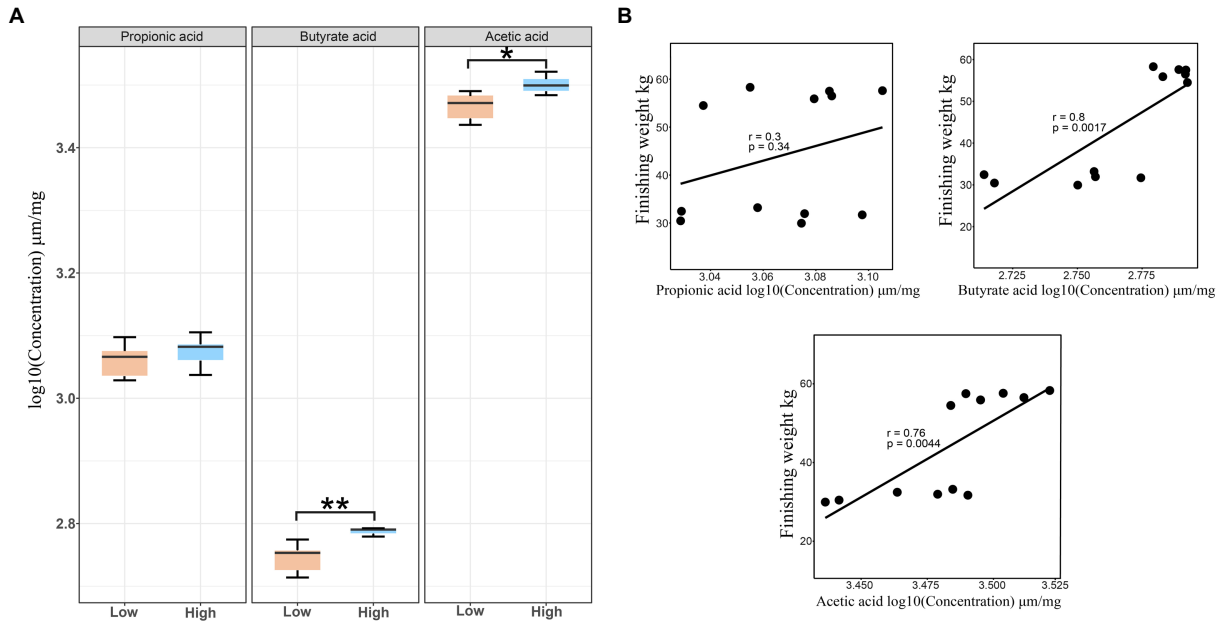 A
Propionic acid
Butyrate acid
Acetic acid
log10(Concentration) μm/mg
3.4
3.2
3.0
2.8
*
**
Low
High
Low
High
Low
High
B
Finishing weight kg
60
50
40
30
r = 0.3
p = 0.34
3.04
3.06
3.08
3.10
Propionic acid log10(Concentration) μm/mg
Finishing weight kg
60
50
40
30
20
r = 0.8
p = 0.0017
2.725
2.750
2.775
Butyrate acid log10(Concentration) μm/mg
Finishing weight kg
60
40
20
r = 0.76
p = 0.0044
3.450
3.475
3.500
3.525
Acetic acid log10(Concentration) μm/mg